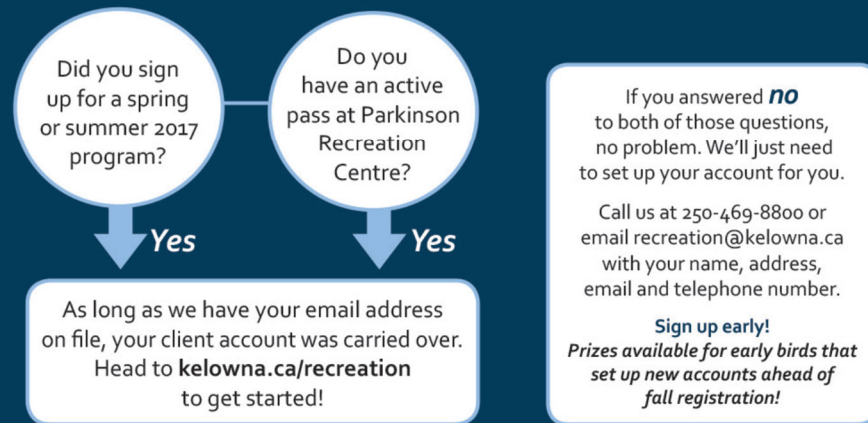 Did you sign
up for a spring
or summer 2017
program?
Do you
have an active
pass at Parkinson
Recreation
Centre?
Yes
Yes
As long as we have your email address
on file, your client account was carried over.
Head to kelowna.ca/recreation
to get started!
If you answered no
to both of those questions,
no problem. We'll just need
to set up your account for you.
Call us at 250-469-8800 or
email recreation@kelowna.ca
with your name, address,
email and telephone number.
Sign up early!
Prizes available for early birds that
set up new accounts ahead of
fall registration!